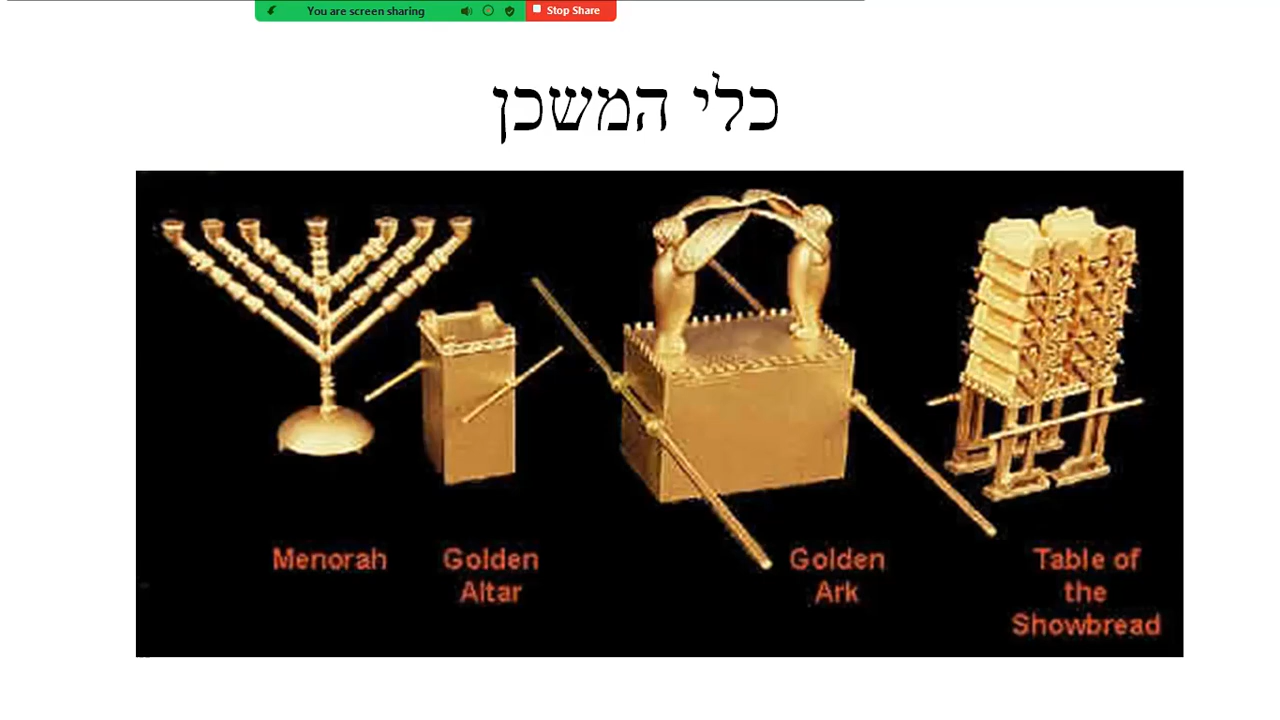 You are screen sharing
Stop Share
כלי המשכן
Menorah
Golden
Altar
Golden
Ark
Table of
the
Showbread